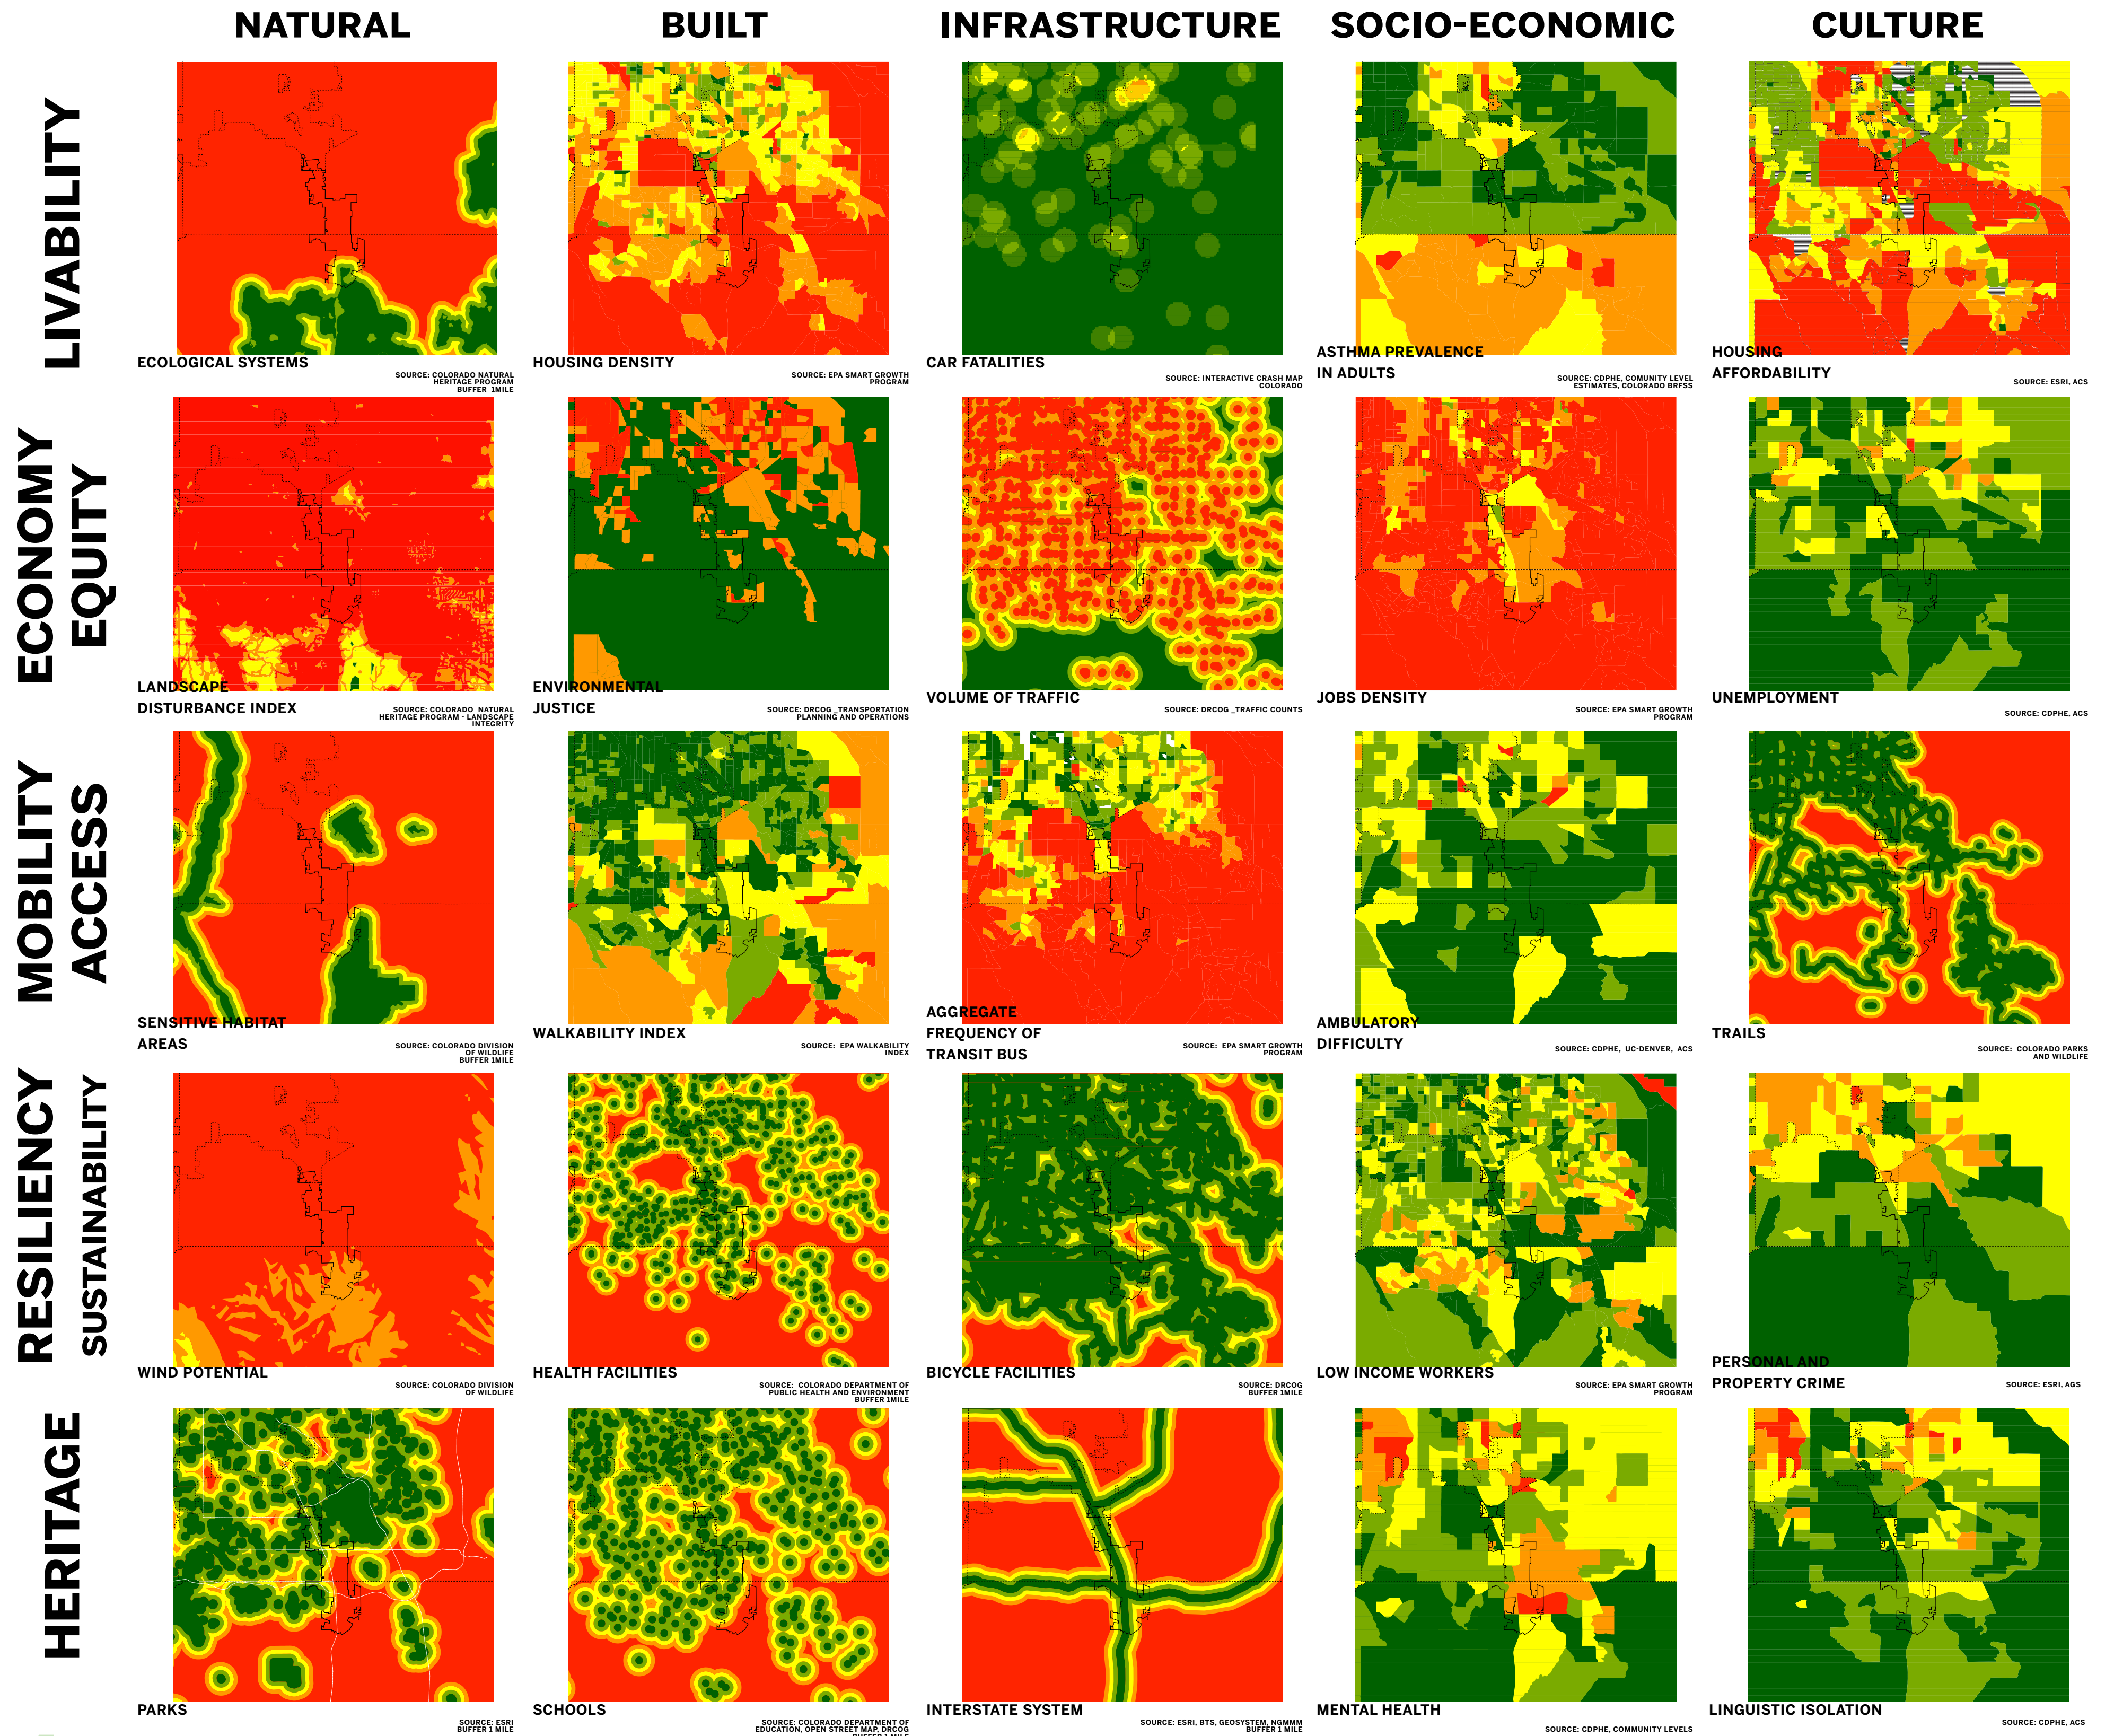 NATURAL
BUILT
INFRASTRUCTURE
SOCIO-ECONOMIC
CULTURE
LIVABILITY
ECOLOGICAL SYSTEMS
SOURCE: COLORADO NATURAL
HERITAGE PROGRAM
BUFFER 1MILE
HOUSING DENSITY
SOURCE: EPA SMART GROWTH
PROGRAM
CAR FATALITIES
SOURCE: INTERACTIVE CRASH MAP
COLORADO
ASTHMA PREVALENCE
IN ADULTS
SOURCE: CDPHE, COMUNITY LEVEL
ESTIMATES, COLORADO BRFSS
HOUSING
AFFORDABILITY
SOURCE: ESRI, ACS
ECONOMY
EQUITY
LANDSCAPE
DISTURBANCE INDEX
SOURCE: COLORADO NATURAL
HERITAGE PROGRAM - LANDSCAPE
INTEGRITY
ENVIRONMENTAL
JUSTICE
SOURCE: DRCOG _TRANSPORTATION
PLANNING AND OPERATIONS
VOLUME OF TRAFFIC
SOURCE: DRCOG _TRAFFIC COUNTS
JOBS DENSITY
SOURCE: EPA SMART GROWTH
PROGRAM
UNEMPLOYMENT
SOURCE: CDPHE, ACS
MOBILITY
ACCESS
SENSITIVE HABITAT
AREAS
SOURCE: COLORADO DIVISION
OF WILDLIFE
BUFFER 1MILE
WALKABILITY INDEX
SOURCE: EPA WALKABILITY
INDEX
AGGREGATE
FREQUENCY OF
TRANSIT BUS
SOURCE: EPA SMART GROWTH
PROGRAM
AMBULATORY
DIFFICULTY
SOURCE: CDPHE, UC-DENVER, ACS
TRAILS
SOURCE: COLORADO PARKS
AND WILDLIFE
RESILIENCY
SUSTAINABILITY
WIND POTENTIAL
SOURCE: COLORADO DIVISION
OF WILDLIFE
HEALTH FACILITIES
SOURCE: COLORADO DEPARTMENT OF
PUBLIC HEALTH AND ENVIRONMENT
BUFFER 1MILE
BICYCLE FACILITIES
SOURCE: DRCOG
BUFFER 1MILE
LOW INCOME WORKERS
SOURCE: EPA SMART GROWTH
PROGRAM
PERSONAL AND
PROPERTY CRIME
SOURCE: ESRI, AGS
HERITAGE
PARKS
SOURCE: ESRI
BUFFER 1 MILE
SCHOOLS
SOURCE: COLORADO DEPARTMENT OF
EDUCATION, OPEN STREET MAP, DRCOG
BUFFER 1 MILE
INTERSTATE SYSTEM
SOURCE: ESRI, BTS, GEOSYSTEM, NGMMM
BUFFER 1 MILE
MENTAL HEALTH
SOURCE: CDPHE, COMMUNITY LEVELS
LINGUISTIC ISOLATION
SOURCE: CDPHE, ACS